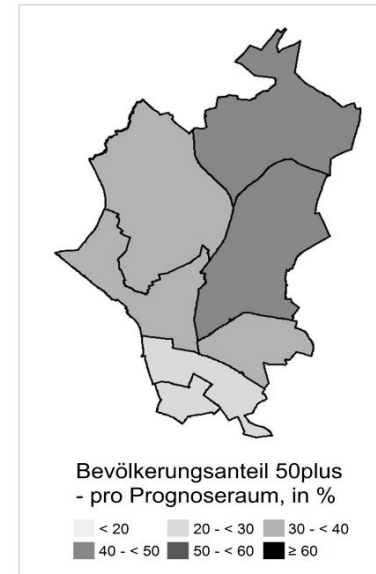 Bevölkerungsanteil 50plus
- pro Prognoseraum, in %
< 20 20 - < 30 30 - < 40
40 - < 50 50 - < 60 ≥ 60